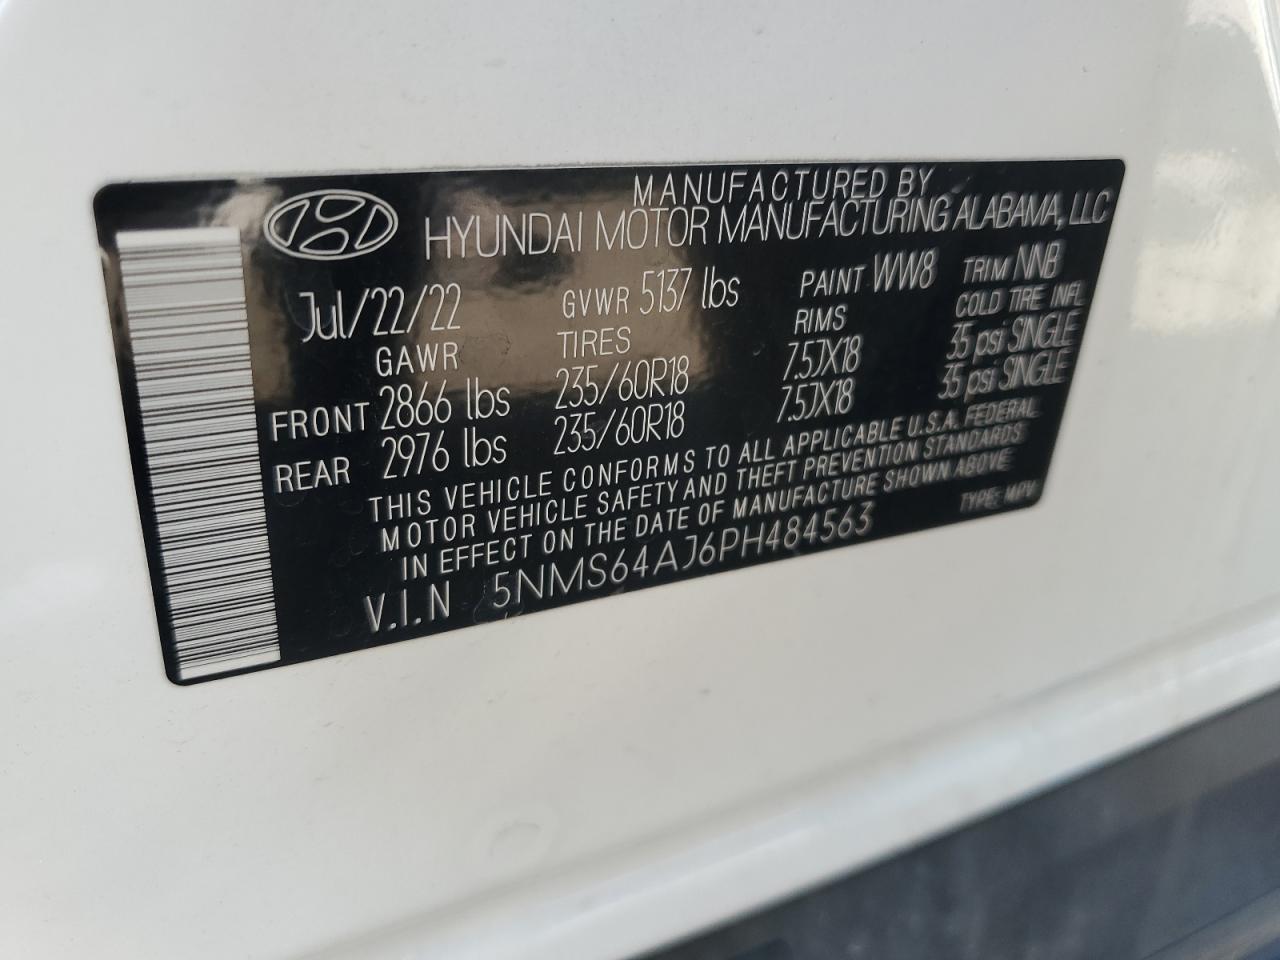 MANUFACTURED BY
HYUNDAI MOTOR MANUFACTURING ALABAMA, LLC
Jul/22/22 GVWR 5137 lbs PAINT WW8 TRIM NNB
GAWR TIRES RIMS COLD TIRE INFL
FRONT 2866 lbs 235/60R18 7.5JX18 35 psi SINGLE
REAR 2976 lbs 235/60R18 7.5JX18 35 psi SINGLE
THIS VEHICLE CONFORMS TO ALL APPLICABLE U.S.A. FEDERAL
MOTOR VEHICLE SAFETY AND THEFT PREVENTION STANDARDS
IN EFFECT ON THE DATE OF MANUFACTURE SHOWN ABOVE
V.I.N 5NMS64AJ6PH484563 TYPE: MPV